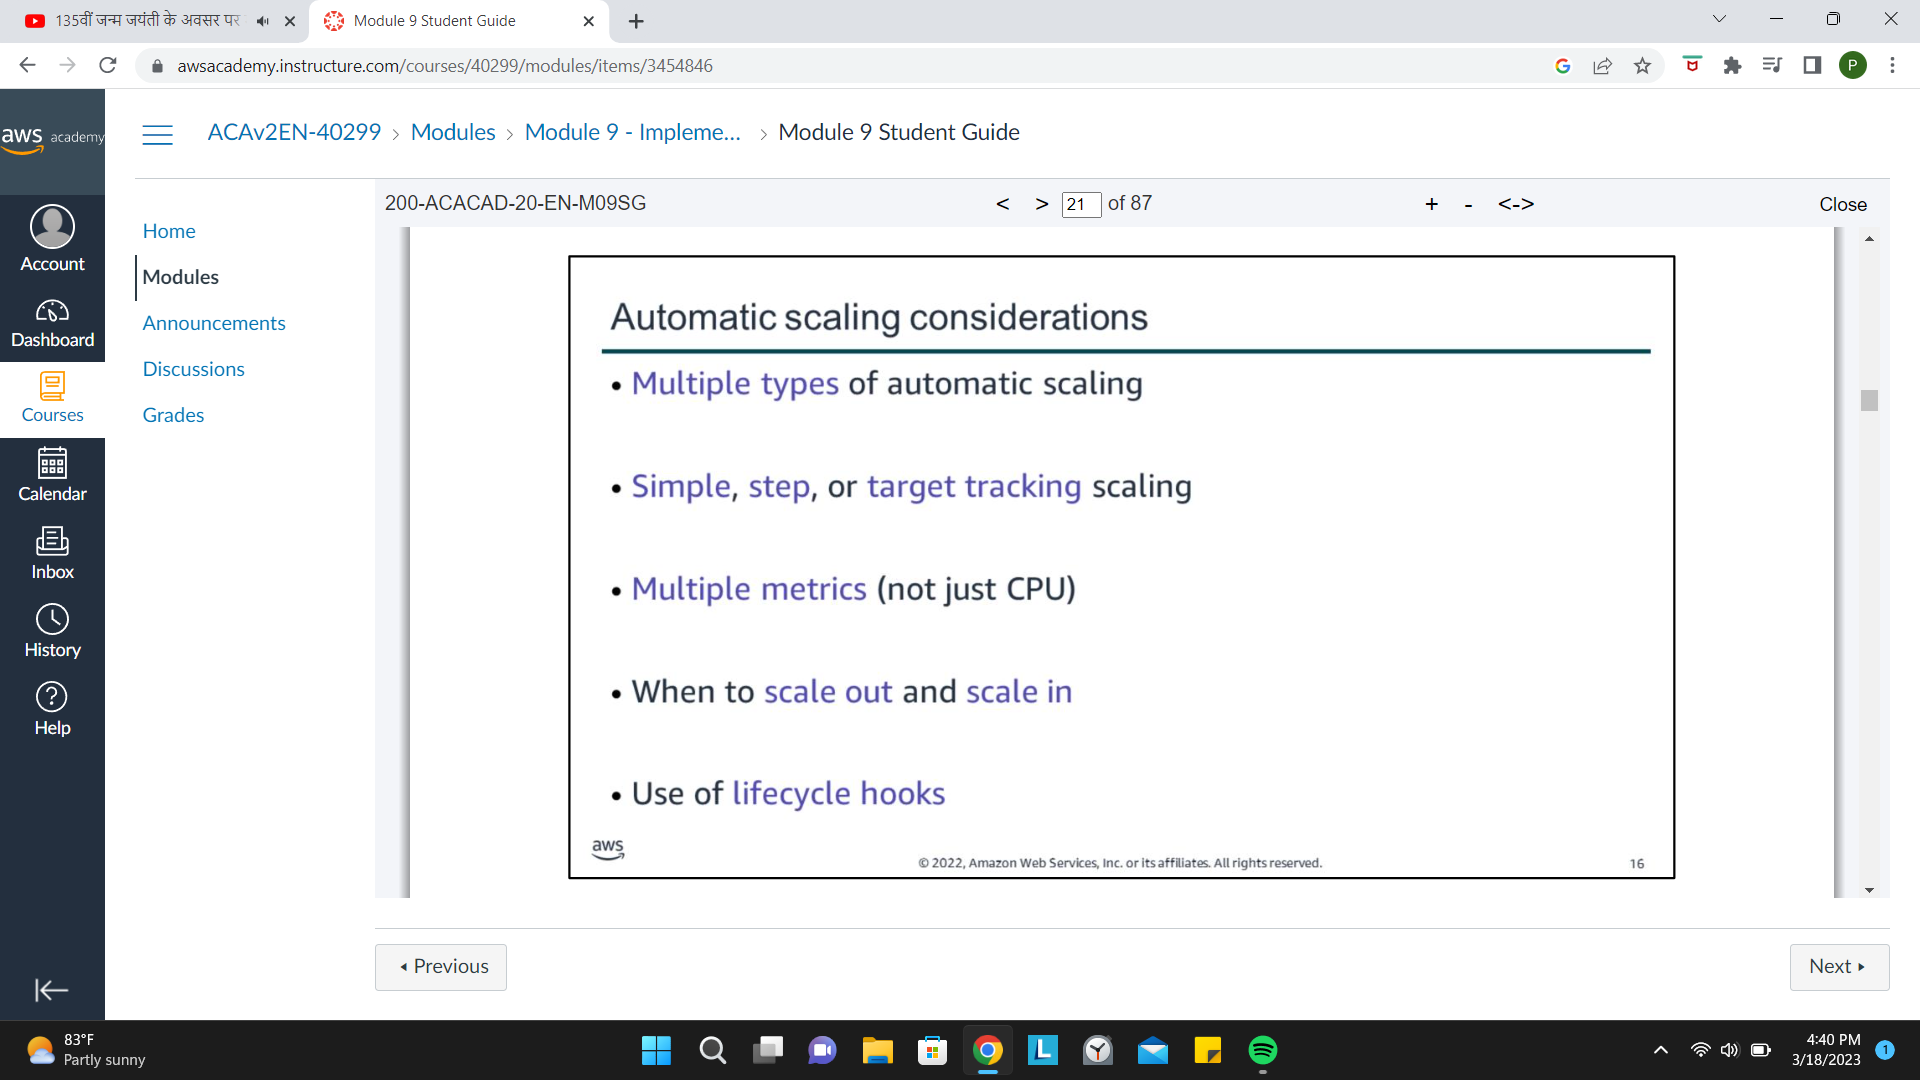 135वीं जन्म जयंती के अवसर पर
Module 9 Student Guide
awsacademy.instructure.com/courses/40299/modules/items/3454846
P
aws academy
ACAv2EN-40299 > Modules > Module 9 - Impleme... > Module 9 Student Guide
200-ACACAD-20-EN-M09SG
< > 21 of 87
+ - <->
Close
Account
Dashboard
Courses
Calendar
Inbox
History
Help
Home
Modules
Announcements
Discussions
Grades
Automatic scaling considerations
• Multiple types of automatic scaling
• Simple, step, or target tracking scaling
• Multiple metrics (not just CPU)
• When to scale out and scale in
• Use of lifecycle hooks
aws
© 2022, Amazon Web Services, Inc. or its affiliates. All rights reserved.
16
Previous
Next
83°F
Partly sunny
L
4:40 PM
3/18/2023
1